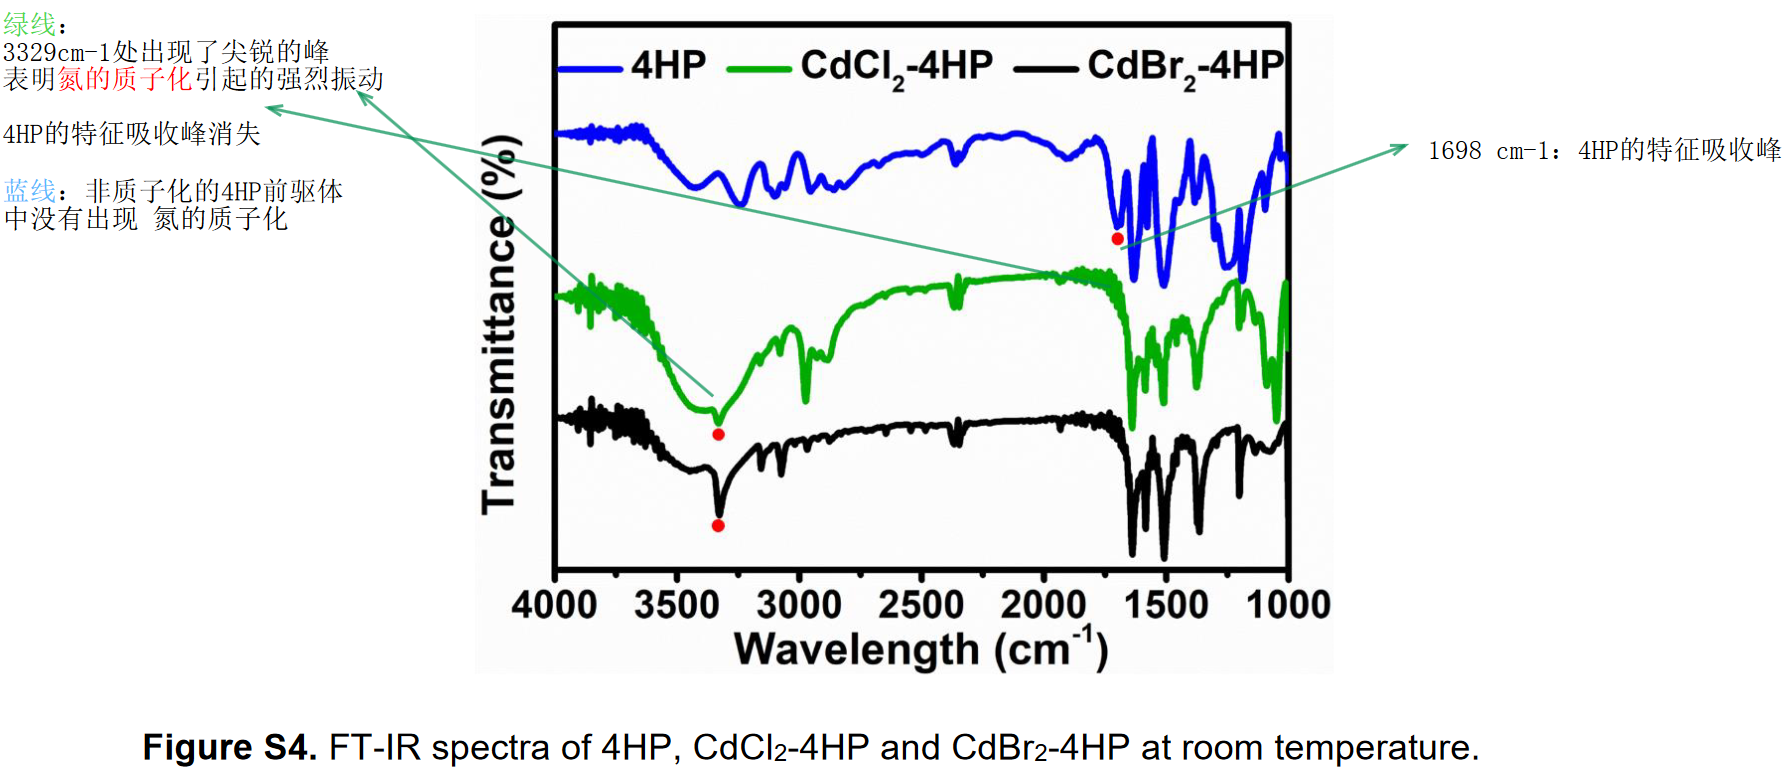 绿线：
3329cm-1处出现了尖锐的峰
表明氮的质子化引起的强烈振动
4HP的特征吸收峰消失
蓝线：非质子化的4HP前驱体
中没有出现 氮的质子化
1698 cm-1：4HP的特征吸收峰
4HP CdCl2-4HP CdBr2-4HP
Transmittance (%)
4000 3500 3000 2500 2000 1500 1000
Wavelength (cm-1)
Figure S4. FT-IR spectra of 4HP, CdCl2-4HP and CdBr2-4HP at room temperature.